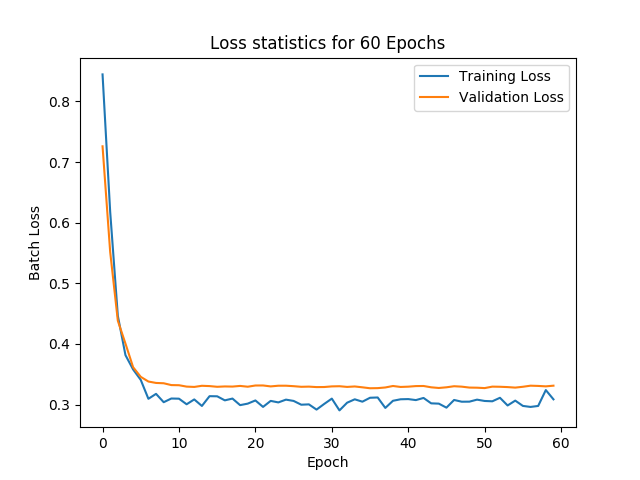 Loss statistics for 60 Epochs
Training Loss
Validation Loss
0.8
0.7
0.6
0.5
0.4
0.3
Batch Loss
0 10 20 30 40 50 60
Epoch